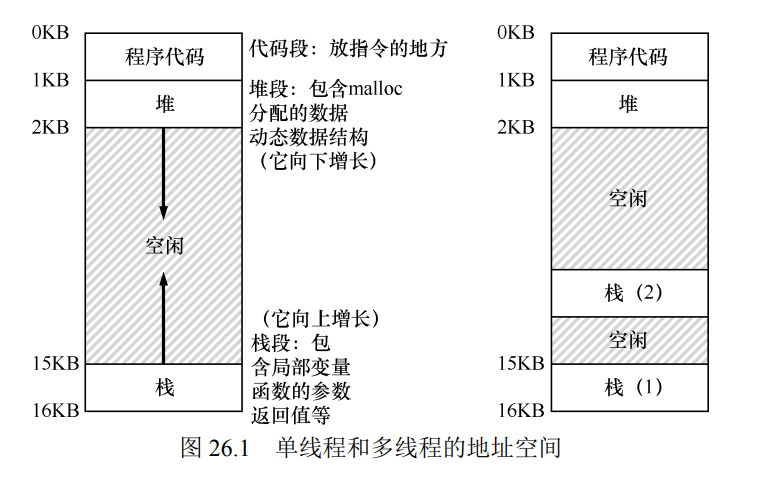 0KB
程序代码
代码段：放指令的地方
1KB
堆
堆段：包含malloc
分配的数据
动态数据结构
（它向下增长）
2KB
空闲
（它向上增长）
栈段：包
含局部变量
函数的参数
返回值等
15KB
栈
16KB
0KB
程序代码
1KB
堆
2KB
空闲
栈（2）
空闲
15KB
栈（1）
16KB
图 26.1 单线程和多线程的地址空间